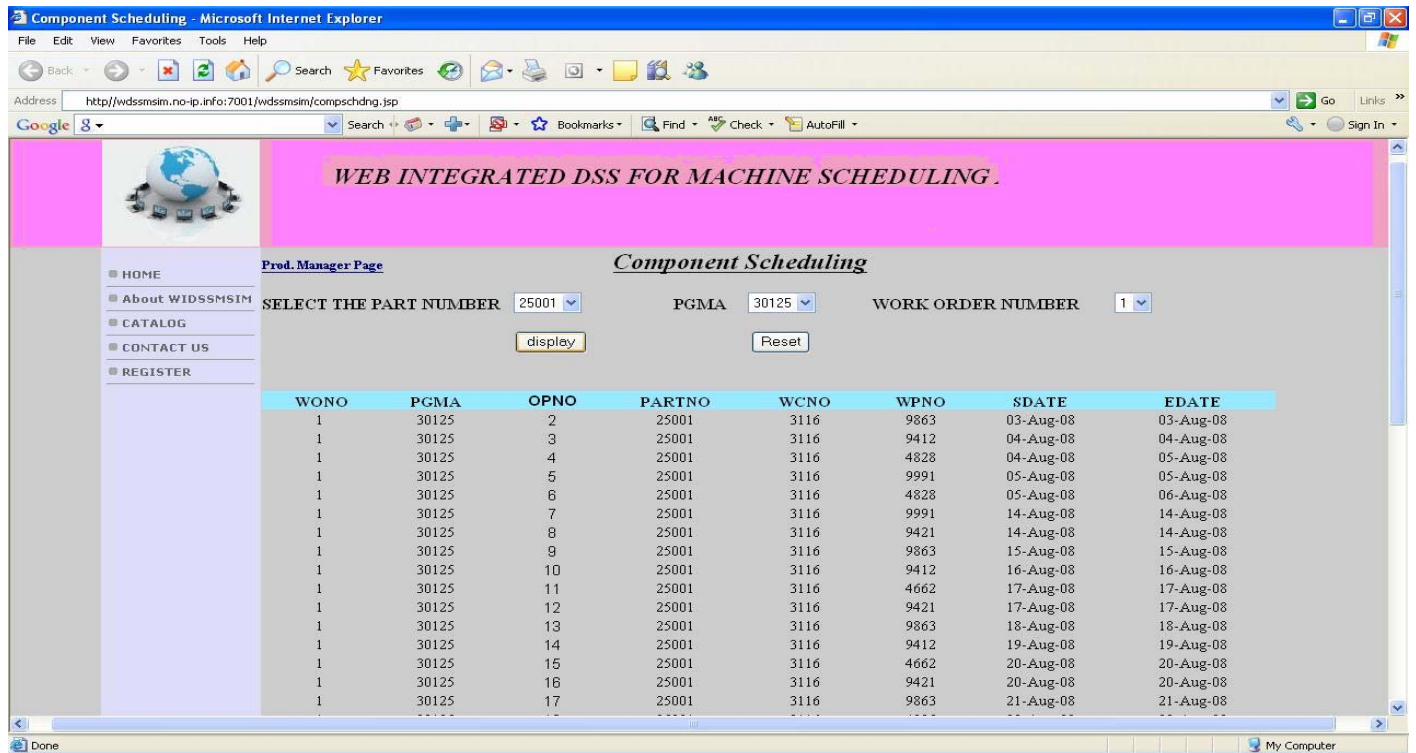 Component Scheduling - Microsoft Internet Explorer
File Edit View Favorites Tools Help
Back Search Favorites
Address http//wdssmsim.no-ip.info:7001/wdssmsim/compschdng.jsp Go Links »
Google Search Bookmarks Find ABC Check AutoFill Sign In
WEB INTEGRATED DSS FOR MACHINE SCHEDULING .
HOME
About WIDSSMSIM
CATALOG
CONTACT US
REGISTER
Prod. Manager Page Component Scheduling
SELECT THE PART NUMBER 25001 PGMA 30125 WORK ORDER NUMBER 1
display Reset
WONO PGMA OPNO PARTNO WCNO WPNO SDATE EDATE
1 30125 2 25001 3116 9863 03-Aug-08 03-Aug-08
1 30125 3 25001 3116 9412 04-Aug-08 04-Aug-08
1 30125 4 25001 3116 4828 04-Aug-08 05-Aug-08
1 30125 5 25001 3116 9991 05-Aug-08 05-Aug-08
1 30125 6 25001 3116 4828 05-Aug-08 06-Aug-08
1 30125 7 25001 3116 9991 14-Aug-08 14-Aug-08
1 30125 8 25001 3116 9421 14-Aug-08 14-Aug-08
1 30125 9 25001 3116 9863 15-Aug-08 15-Aug-08
1 30125 10 25001 3116 9412 16-Aug-08 16-Aug-08
1 30125 11 25001 3116 4662 17-Aug-08 17-Aug-08
1 30125 12 25001 3116 9421 17-Aug-08 17-Aug-08
1 30125 13 25001 3116 9863 18-Aug-08 18-Aug-08
1 30125 14 25001 3116 9412 19-Aug-08 19-Aug-08
1 30125 15 25001 3116 4662 20-Aug-08 20-Aug-08
1 30125 16 25001 3116 9421 20-Aug-08 20-Aug-08
1 30125 17 25001 3116 9863 21-Aug-08 21-Aug-08
Done My Computer